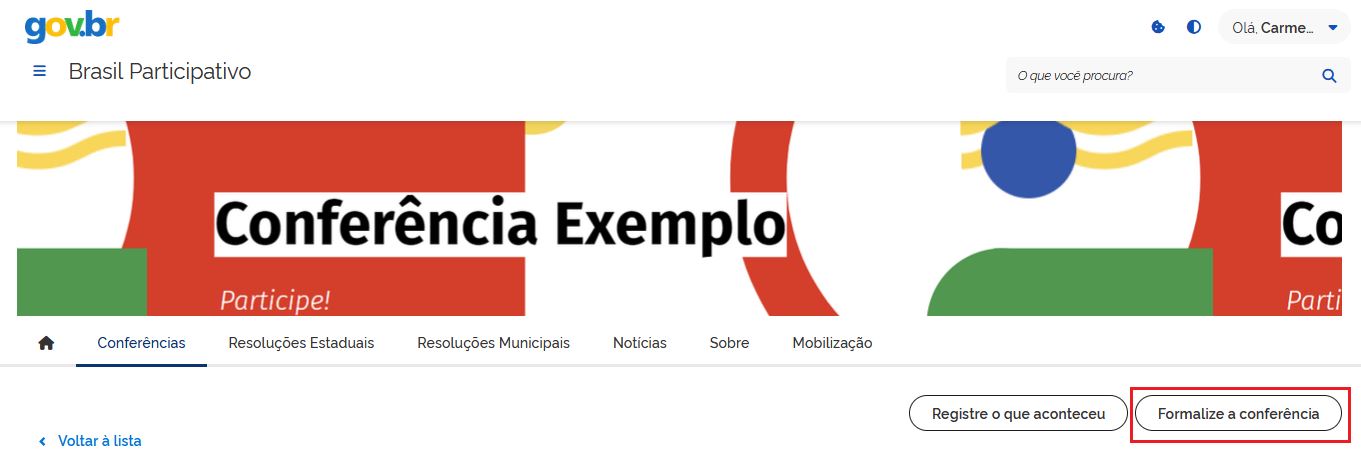 gov.br
Olá, Carme...
Brasil Participativo
O que você procura?
Conferência Exemplo
Co
Participe!
Parti
Conferências
Resoluções Estaduais
Resoluções Municipais
Notícias
Sobre
Mobilização
Registre o que aconteceu
Formalize a conferência
Voltar à lista